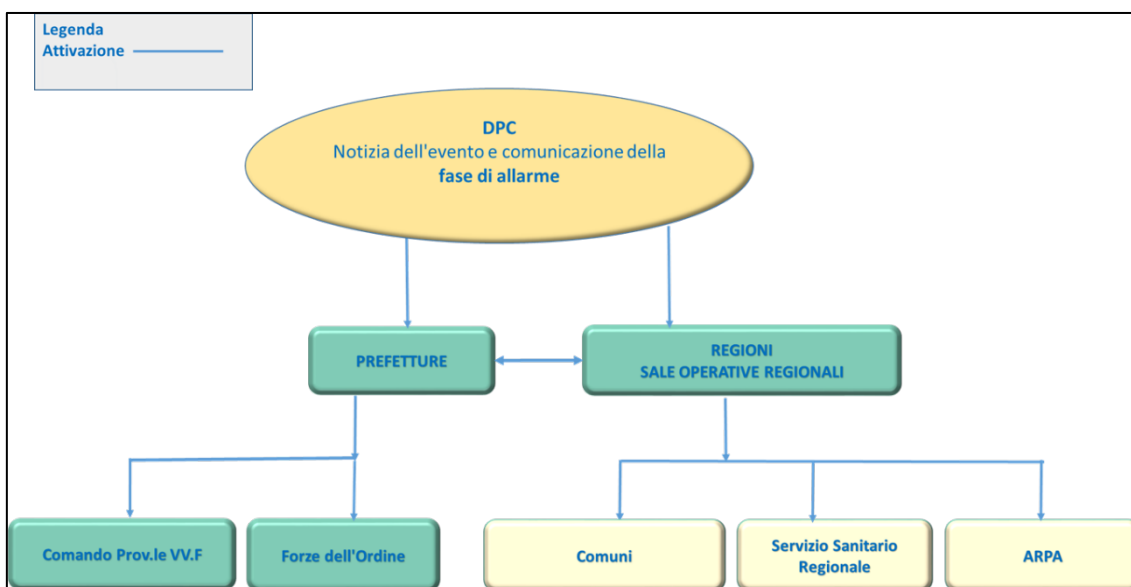 Legenda
Attivazione
DPC
Notizia dell'evento e comunicazione della
fase di allarme
PREFETTURE
REGIONI
SALE OPERATIVE REGIONALI
Comando Prov.le VV.F
Forze dell'Ordine
Comuni
Servizio Sanitario
Regionale
ARPA